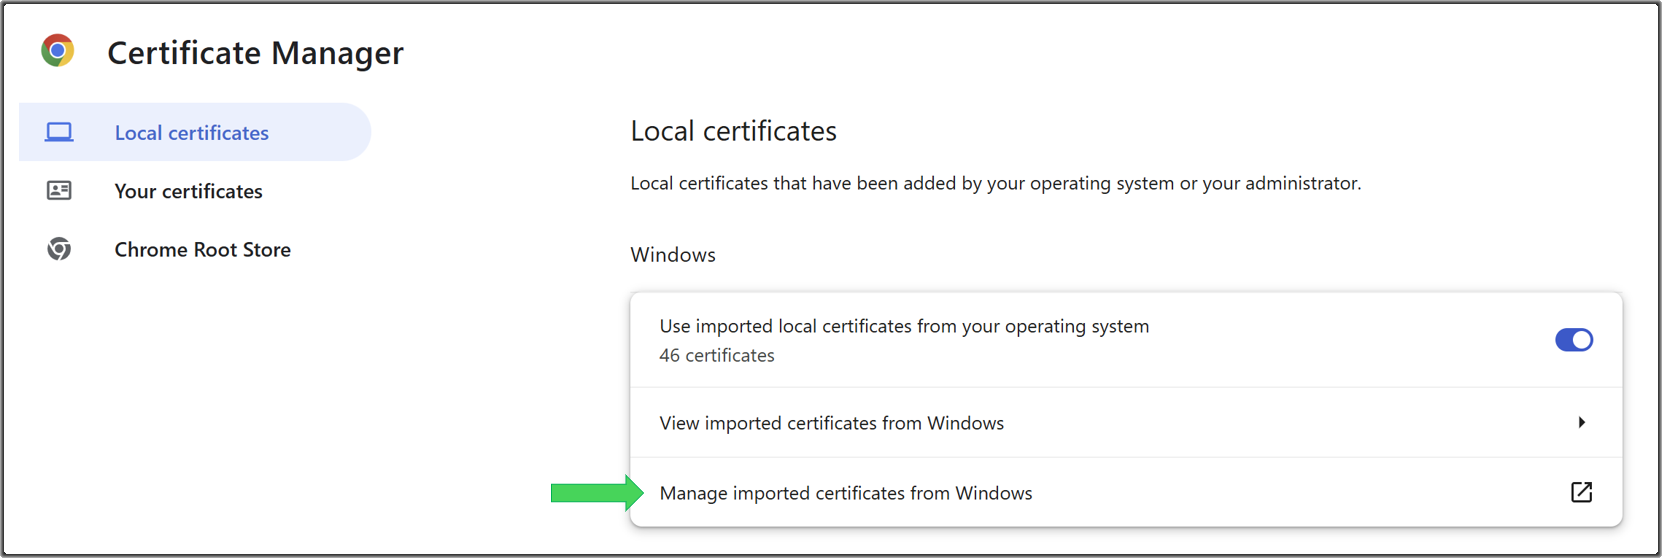 Certificate Manager
Local certificates
Your certificates
Chrome Root Store
Local certificates
Local certificates that have been added by your operating system or your administrator.
Windows
Use imported local certificates from your operating system
46 certificates
View imported certificates from Windows
Manage imported certificates from Windows